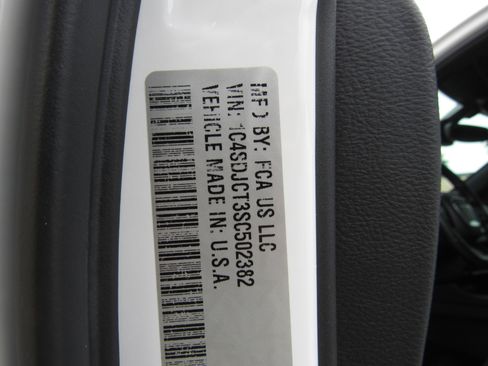 MFD BY: FCA US LLC
VIN: 1C4SDJCT3SC502382
VEHICLE MADE IN: U.S.A.